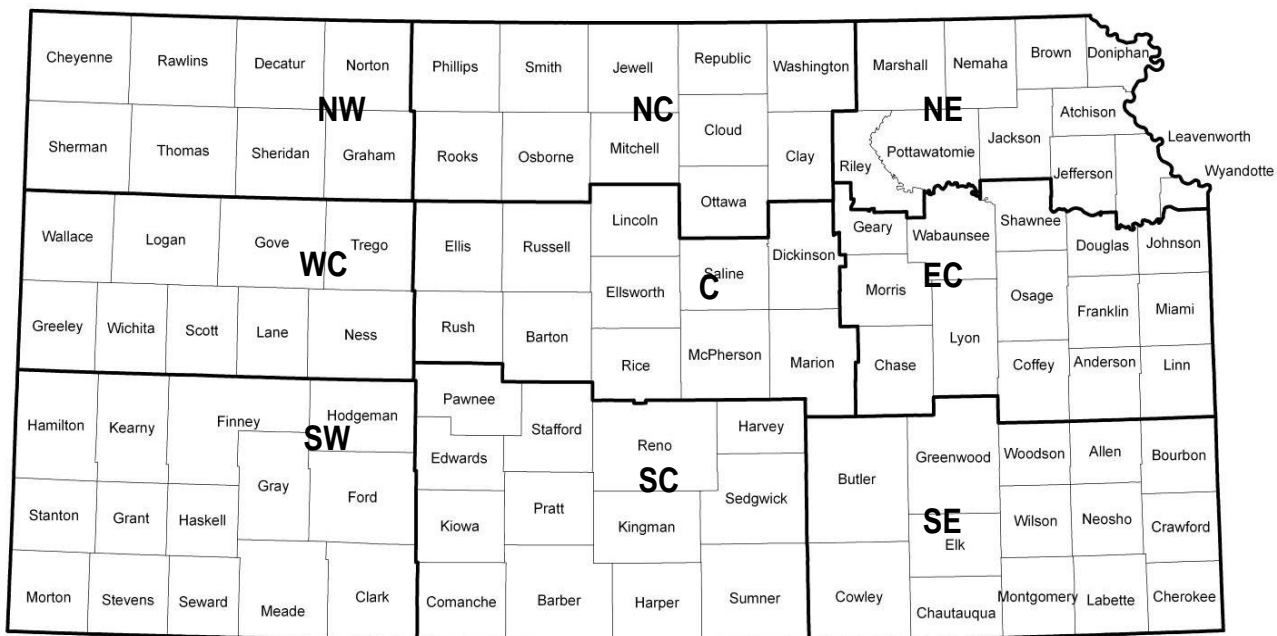 Cheyenne
Rawlins
Decatur
Norton
Phillips
Smith
Jewell
Republic
Washington
Marshall
Nemaha
Brown
Doniphan
NW
NC
NE
Atchison
Sherman
Thomas
Sheridan
Graham
Rooks
Osborne
Mitchell
Cloud
Clay
Riley
Pottawatomie
Jackson
Jefferson
Leavenworth
Wyandotte
Ottawa
Wallace
Logan
Gove
Trego
WC
Ellis
Russell
Lincoln
Saline
C
Dickinson
Geary
Wabaunsee
EC
Shawnee
Douglas
Johnson
Greeley
Wichita
Scott
Lane
Ness
Rush
Barton
Ellsworth
Rice
McPherson
Marion
Morris
Chase
Lyon
Osage
Coffey
Franklin
Anderson
Miami
Linn
Hamilton
Kearny
Finney
Hodgeman
SW
Pawnee
Edwards
Stafford
Reno
SC
Harvey
Sedgwick
Butler
Greenwood
Woodson
Allen
Bourbon
Stanton
Grant
Haskell
Gray
Ford
Kiowa
Pratt
Kingman
SE
Elk
Wilson
Neosho
Crawford
Morton
Stevens
Seward
Meade
Clark
Comanche
Barber
Harper
Sumner
Cowley
Chautauqua
Montgomery
Labette
Cherokee